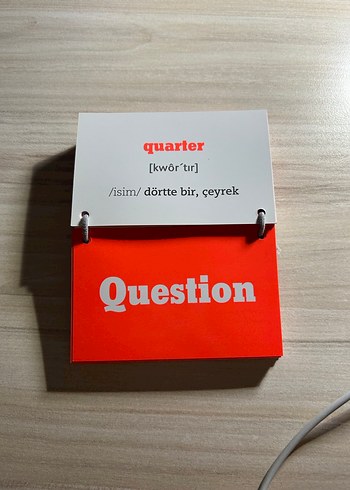 quarter
[kwôr´tır]
/isim/ dörtte bir, çeyrek
Question